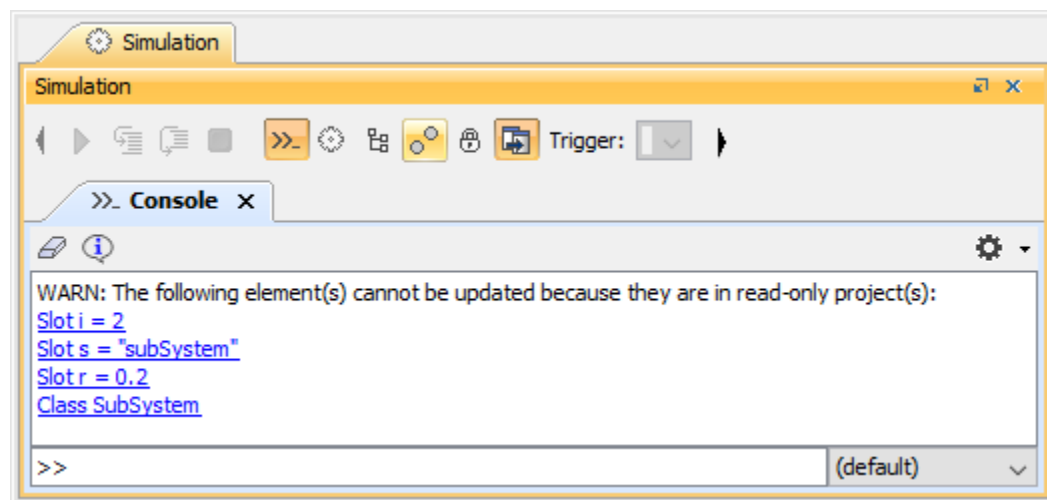 Simulation
Simulation
Trigger:
>>_ Console X
WARN: The following element(s) cannot be updated because they are in read-only project(s):
Slot i = 2
Slot s = "subSystem"
Slot r = 0.2
Class SubSystem
>>
(default)